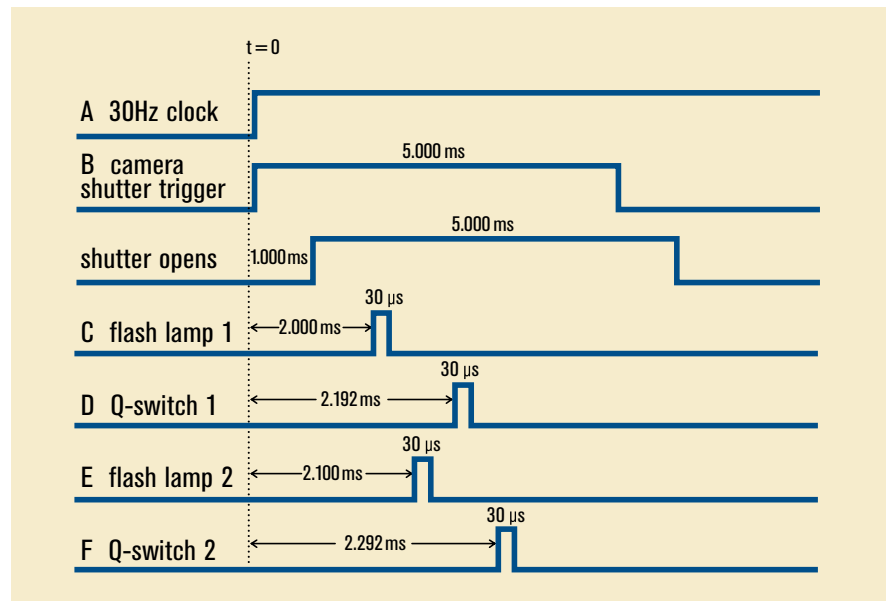 t = 0
A 30Hz clock
5.000 ms
B camera
shutter trigger
5.000 ms
shutter opens
1.000 ms
30 µs
C flash lamp 1
2.000 ms
30 µs
D Q-switch 1
2.192 ms
30 µs
E flash lamp 2
2.100 ms
30 µs
F Q-switch 2
2.292 ms